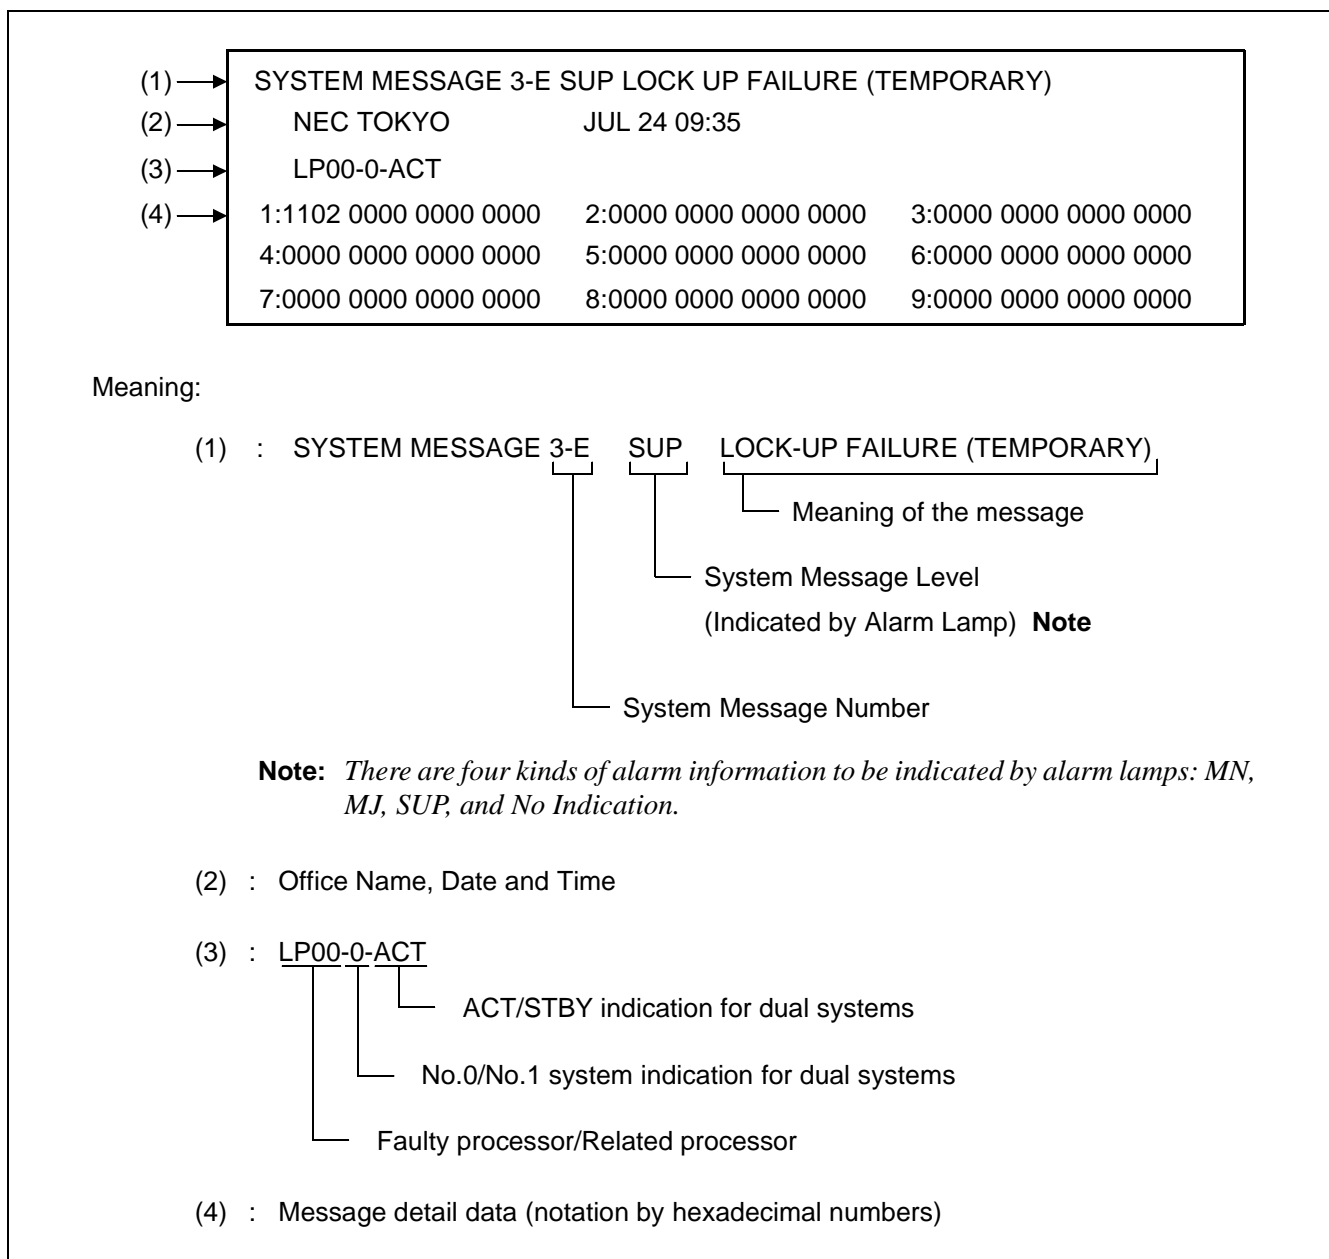 (1) SYSTEM MESSAGE 3-E SUP LOCK UP FAILURE (TEMPORARY)
(2) NEC TOKYO JUL 24 09:35
(3) LP00-0-ACT
(4) 1:1102 0000 0000 0000 2:0000 0000 0000 0000 3:0000 0000 0000 0000
4:0000 0000 0000 0000 5:0000 0000 0000 0000 6:0000 0000 0000 0000
7:0000 0000 0000 0000 8:0000 0000 0000 0000 9:0000 0000 0000 0000
Meaning:
(1) : SYSTEM MESSAGE 3-E SUP LOCK-UP FAILURE (TEMPORARY)
Meaning of the message
System Message Level
(Indicated by Alarm Lamp) Note
System Message Number
Note: There are four kinds of alarm information to be indicated by alarm lamps: MN,
MJ, SUP, and No Indication.
(2) : Office Name, Date and Time
(3) : LP00-0-ACT
ACT/STBY indication for dual systems
No.0/No.1 system indication for dual systems
Faulty processor/Related processor
(4) : Message detail data (notation by hexadecimal numbers)